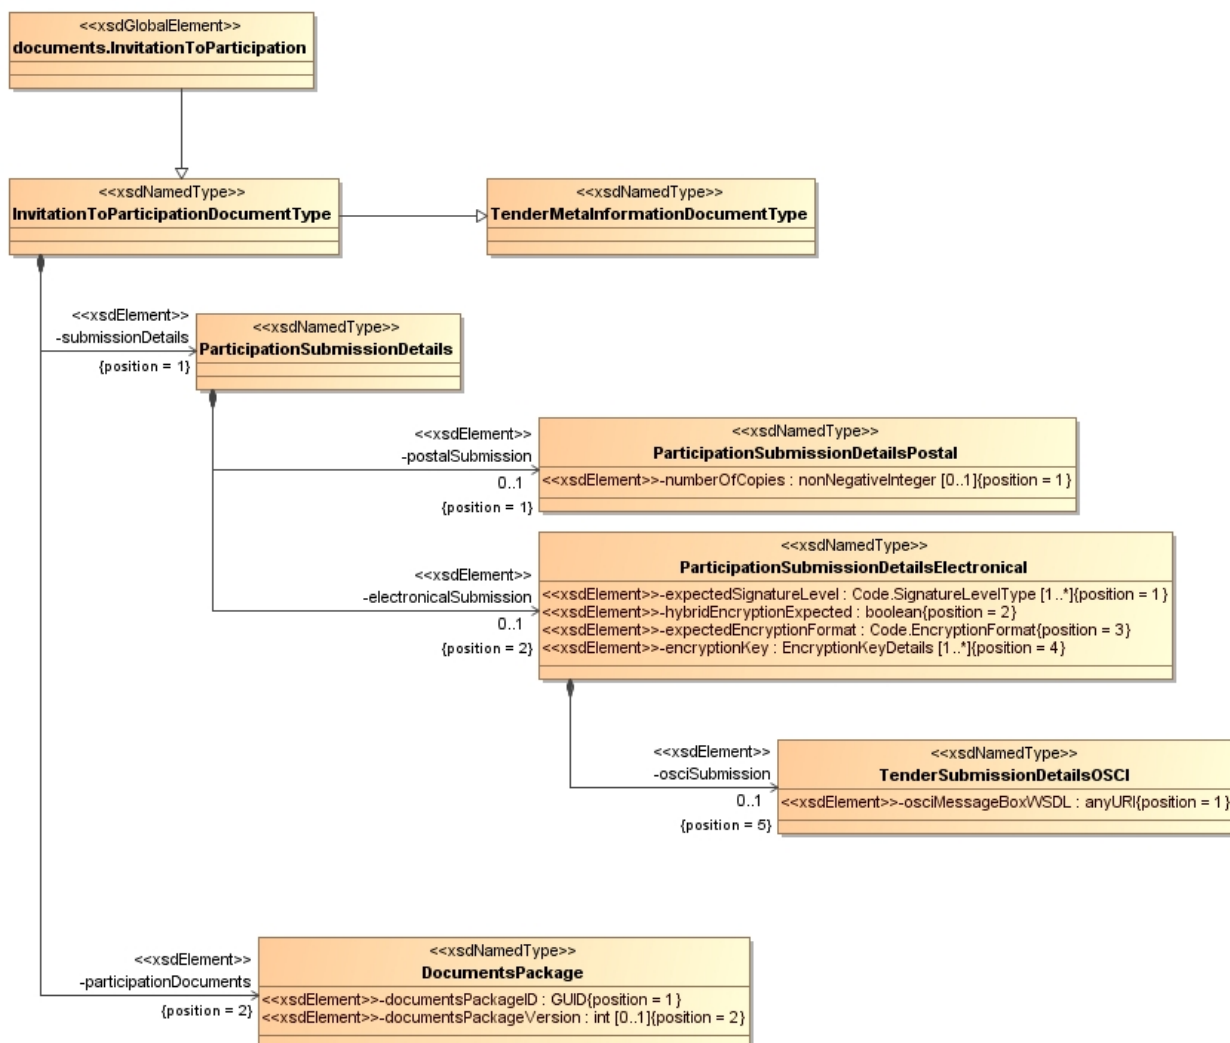 <<xsdGlobalElement>>
documents.InvitationToParticipation
<<xsdNamedType>>
InvitationToParticipationDocumentType
<<xsdNamedType>>
TenderMetaInformationDocumentType
<<xsdElement>>
-submissionDetails
{position = 1}
<<xsdNamedType>>
ParticipationSubmissionDetails
<<xsdElement>>
-postalSubmission
0..1
{position = 1}
<<xsdNamedType>>
ParticipationSubmissionDetailsPostal
<<xsdElement>>-numberOfCopies : nonNegativeInteger [0..1]{position = 1}
<<xsdElement>>
-electronicalSubmission
0..1
{position = 2}
<<xsdNamedType>>
ParticipationSubmissionDetailsElectronical
<<xsdElement>>-expectedSignatureLevel : Code.SignatureLevelType [1..*]{position = 1}
<<xsdElement>>-hybridEncryptionExpected : boolean{position = 2}
<<xsdElement>>-expectedEncryptionFormat : Code.EncryptionFormat{position = 3}
<<xsdElement>>-encryptionKey : EncryptionKeyDetails [1..*]{position = 4}
<<xsdElement>>
-osciSubmission
0..1
{position = 5}
<<xsdNamedType>>
TenderSubmissionDetailsOSCI
<<xsdElement>>-osciMessageBoxWSDL : anyURI{position = 1}
<<xsdElement>>
-participationDocuments
{position = 2}
<<xsdNamedType>>
DocumentsPackage
<<xsdElement>>-documentsPackageID : GUID{position = 1}
<<xsdElement>>-documentsPackageVersion : int [0..1]{position = 2}